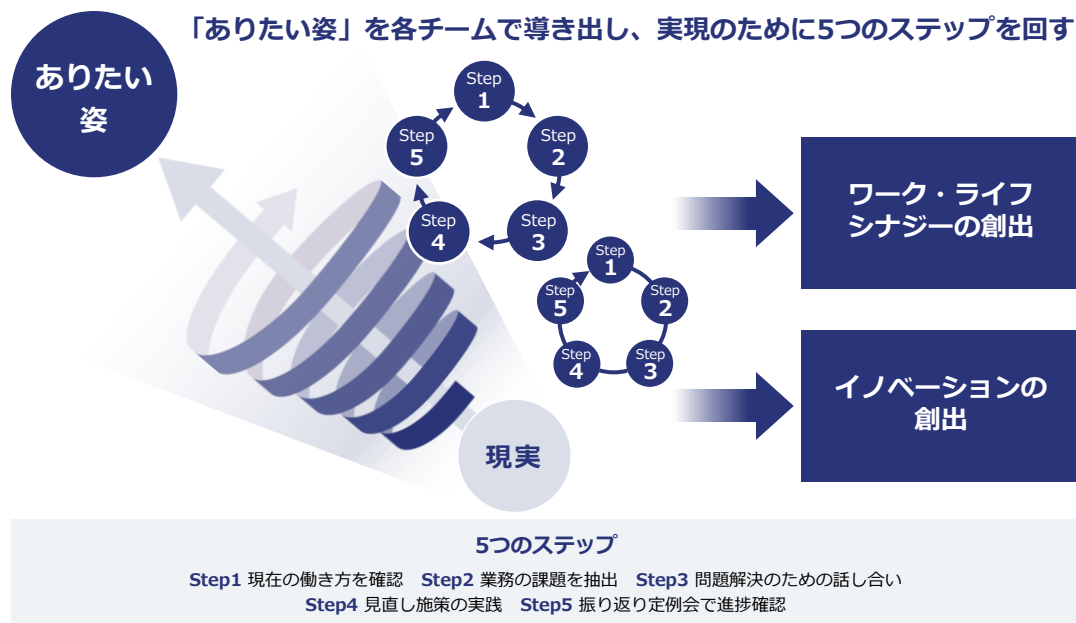 「ありたい姿」を各チームで導き出し、実現のために5つのステップを回す
ありたい
姿
Step
1
Step
2
Step
3
Step
4
Step
5
Step
1
Step
2
Step
3
Step
4
Step
5
現実
ワーク・ライフ
シナジーの創出
イノベーションの
創出
5つのステップ
Step1 現在の働き方を確認 Step2 業務の課題を抽出 Step3 問題解決のための話し合い
Step4 見直し施策の実践 Step5 振り返り定例会で進捗確認